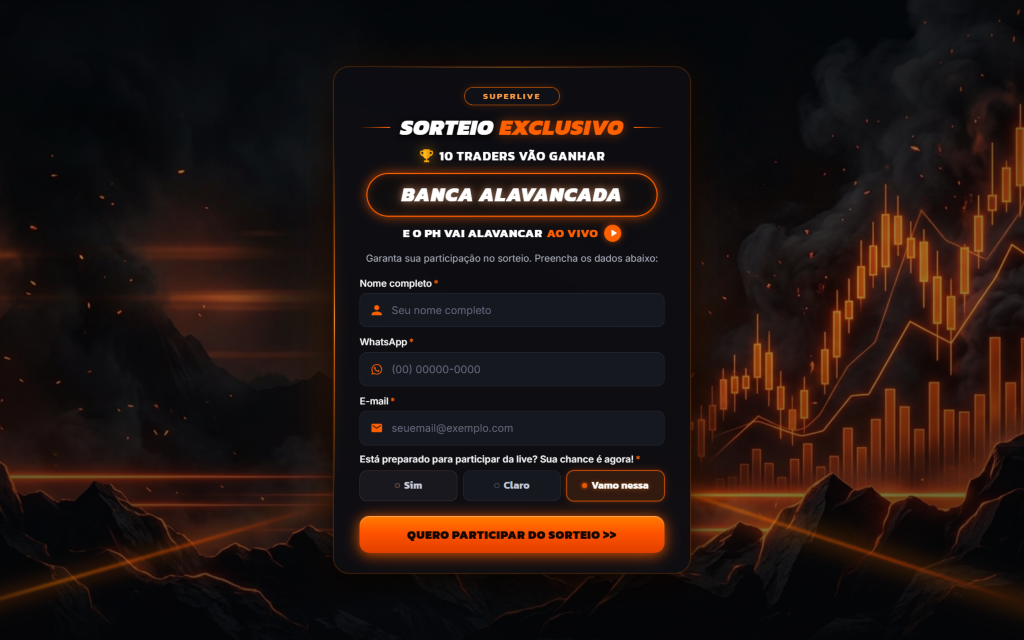 SUPERLIVE
SORTEIO EXCLUSIVO
🏆 10 TRADERS VÃO GANHAR
BANCA ALAVANCADA
E O PH VAI ALAVANCAR AO VIVO
Garanta sua participação no sorteio. Preencha os dados abaixo:
Nome completo *
Seu nome completo
WhatsApp *
(00) 00000-0000
E-mail *
seuemail@exemplo.com
Está preparado para participar da live? Sua chance é agora! *
Sim Claro Vamo nessa
QUERO PARTICIPAR DO SORTEIO >>